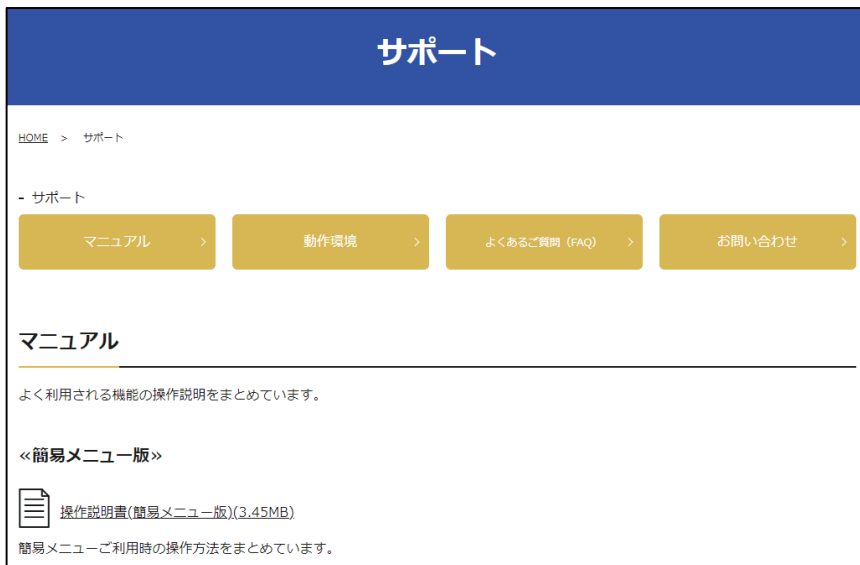 サポート
HOME > サポート
- サポート
マニュアル >
動作環境 >
よくあるご質問（FAQ） >
お問い合わせ >
マニュアル
よく利用される機能の操作説明をまとめています。
≪簡易メニュー版≫
操作説明書(簡易メニュー版)(3.45MB)
簡易メニューご利用時の操作方法をまとめています。